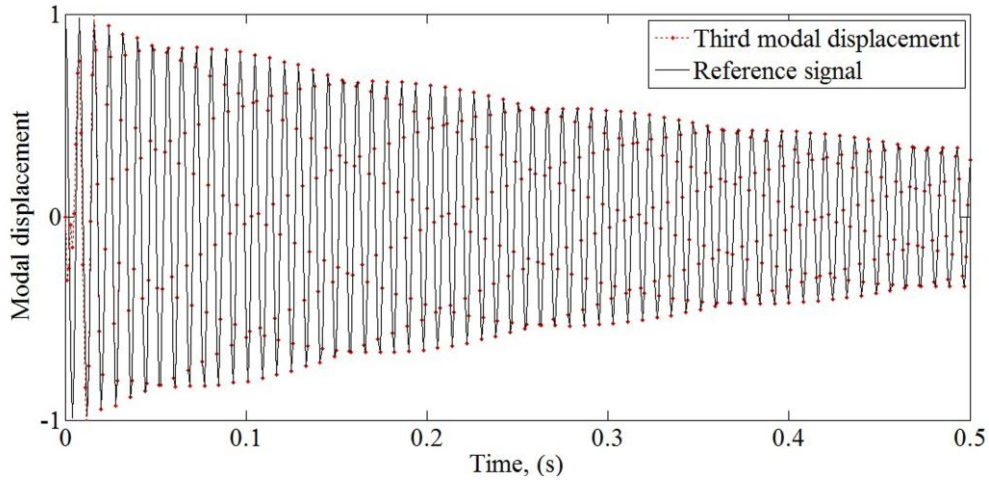 1
Third modal displacement
Reference signal
Modal displacement
0
-1
0
0.1
0.2
0.3
0.4
0.5
Time, (s)